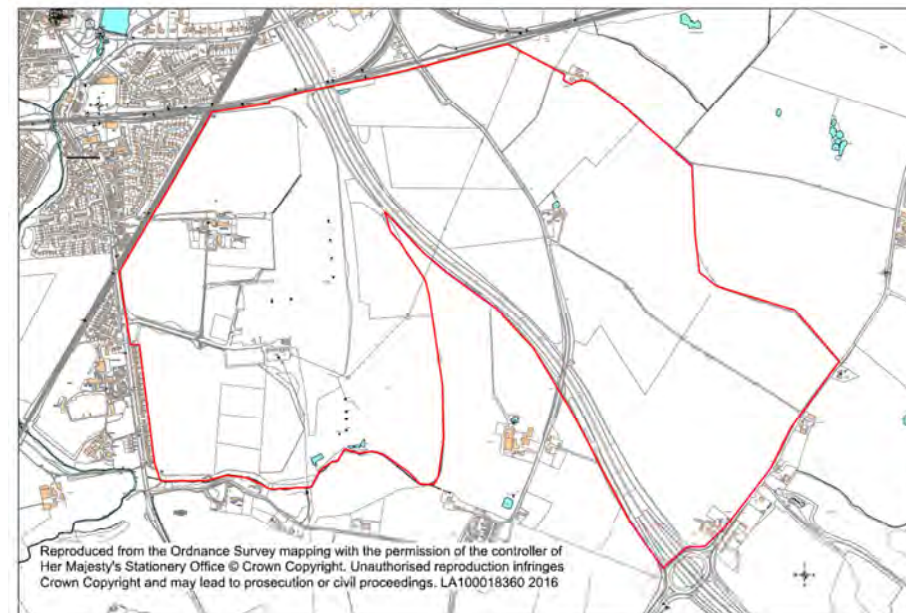 Reproduced from the Ordnance Survey mapping with the permission of the controller of
Her Majesty's Stationery Office © Crown Copyright. Unauthorised reproduction infringes
Crown Copyright and may lead to prosecution or civil proceedings. LA100018360 2016